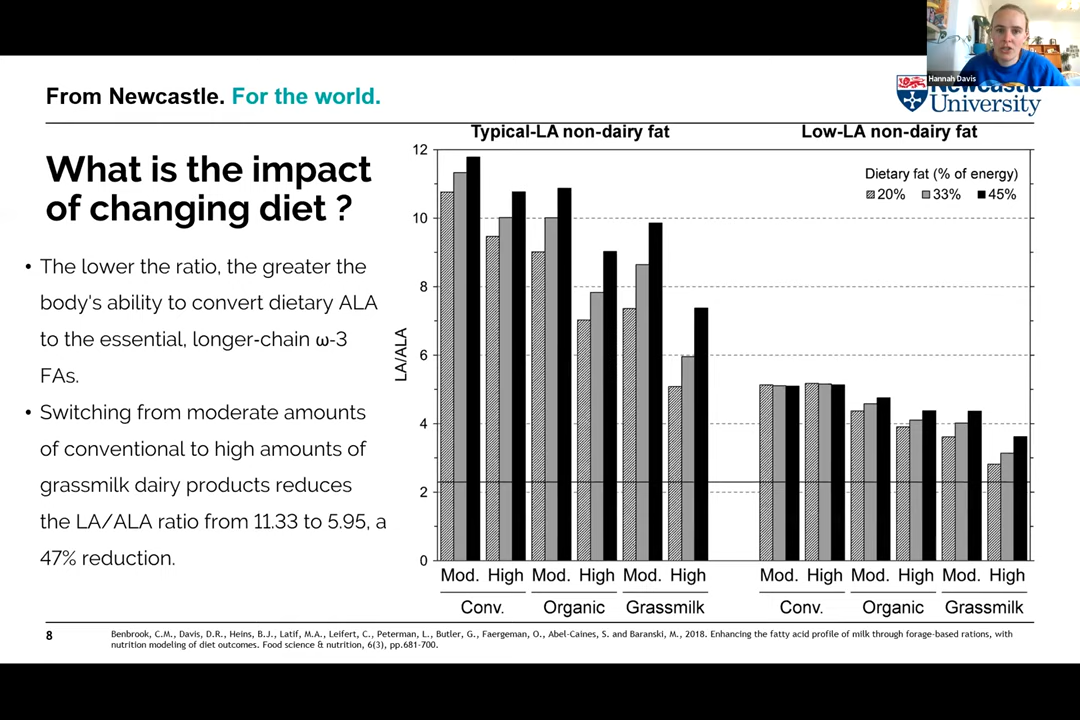 Hannah Davis
From Newcastle. For the world.
Newcastle
University
What is the impact
of changing diet ?
• The lower the ratio, the greater the
body's ability to convert dietary ALA
to the essential, longer-chain ω-3
FAs.
• Switching from moderate amounts
of conventional to high amounts of
grassmilk dairy products reduces
the LA/ALA ratio from 11.33 to 5.95, a
47% reduction.
Typical-LA non-dairy fat
Low-LA non-dairy fat
Dietary fat (% of energy)
20% 33% 45%
LA/ALA
12
10
8
6
4
2
0
Mod. High Mod. High Mod. High
Conv. Organic Grassmilk
Mod. High Mod. High Mod. High
Conv. Organic Grassmilk
8
Benbrook, C.M., Davis, D.R., Heins, B.J., Latif, M.A., Leifert, C., Peterman, L., Butler, G., Faergeman, O., Abel-Caines, S. and Baranski, M., 2018. Enhancing the fatty acid profile of milk through forage-based rations, with
nutrition modeling of diet outcomes. Food science & nutrition, 6(3), pp.681-700.